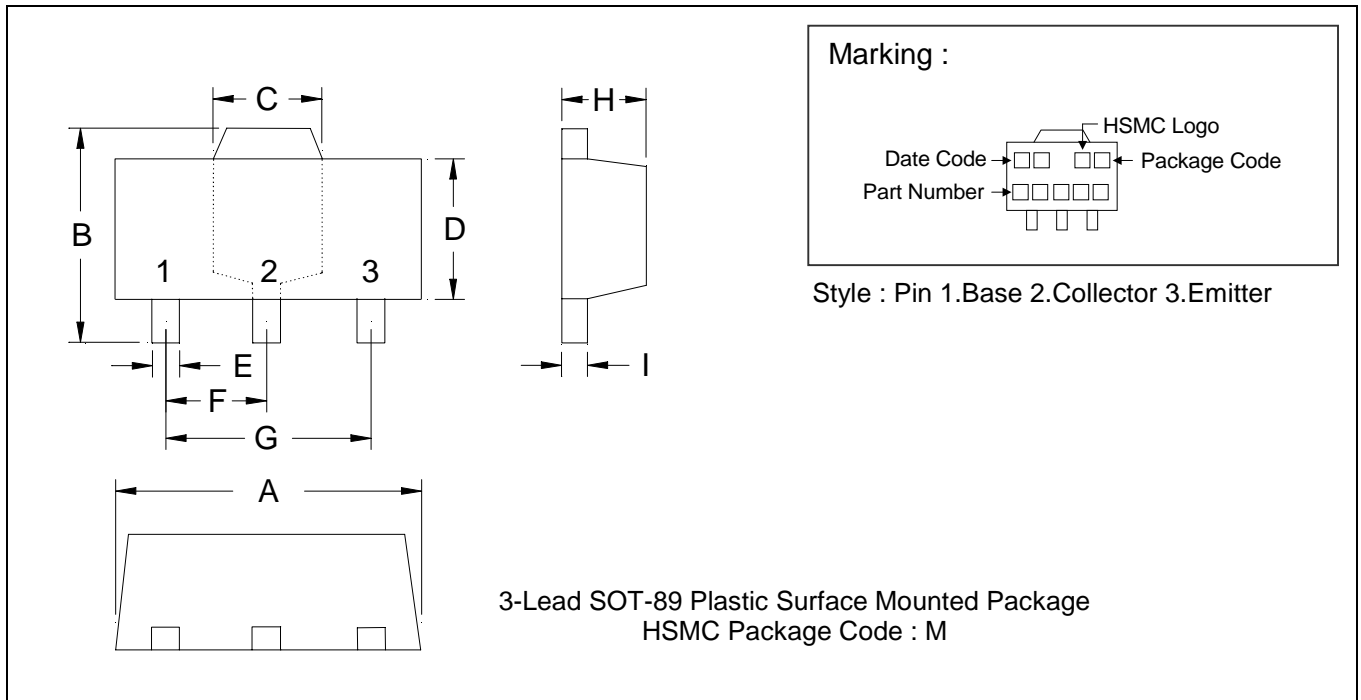 Marking :
HSMC Logo
Date Code
Package Code
Part Number
Style : Pin 1.Base 2.Collector 3.Emitter
C
H
B
D
1 2 3
E
I
F
G
A
3-Lead SOT-89 Plastic Surface Mounted Package
HSMC Package Code : M